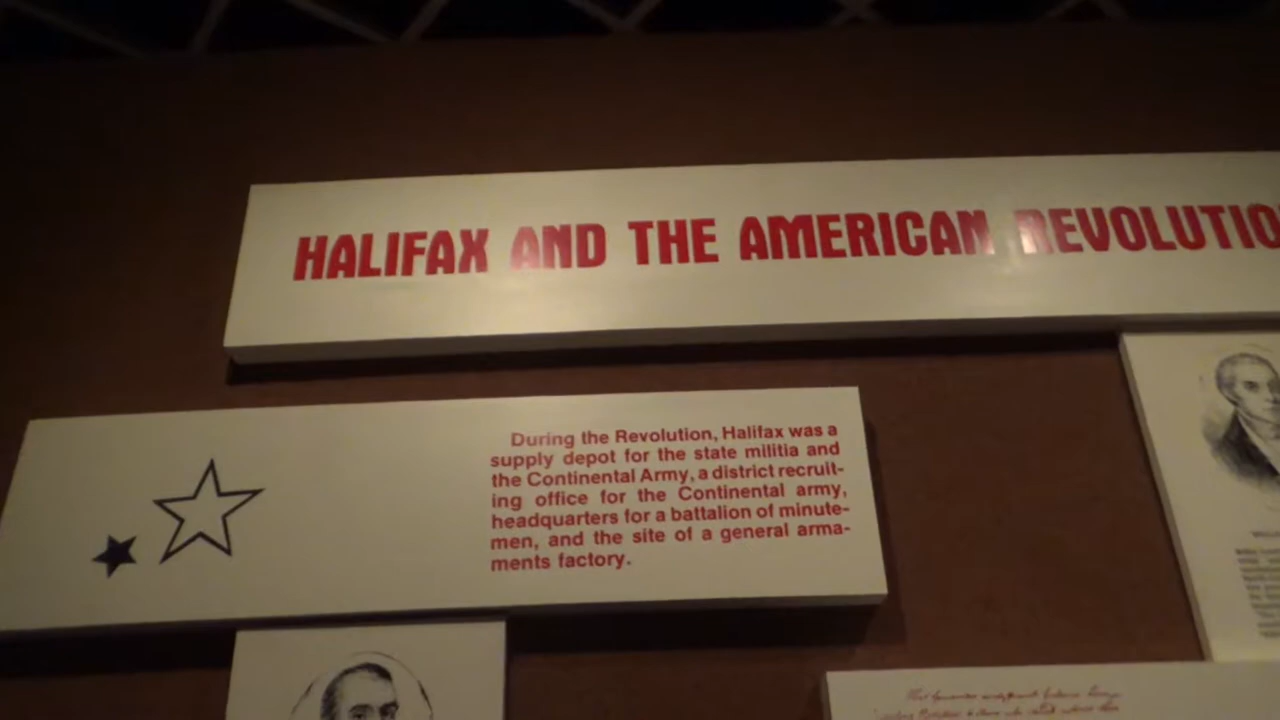 HALIFAX AND THE AMERICAN REVOLUTIO
During the Revolution, Halifax was a
supply depot for the state militia and
the Continental Army, a district recruit-
ing office for the Continental army,
headquarters for a battalion of minute-
men, and the site of a general arma-
ments factory.